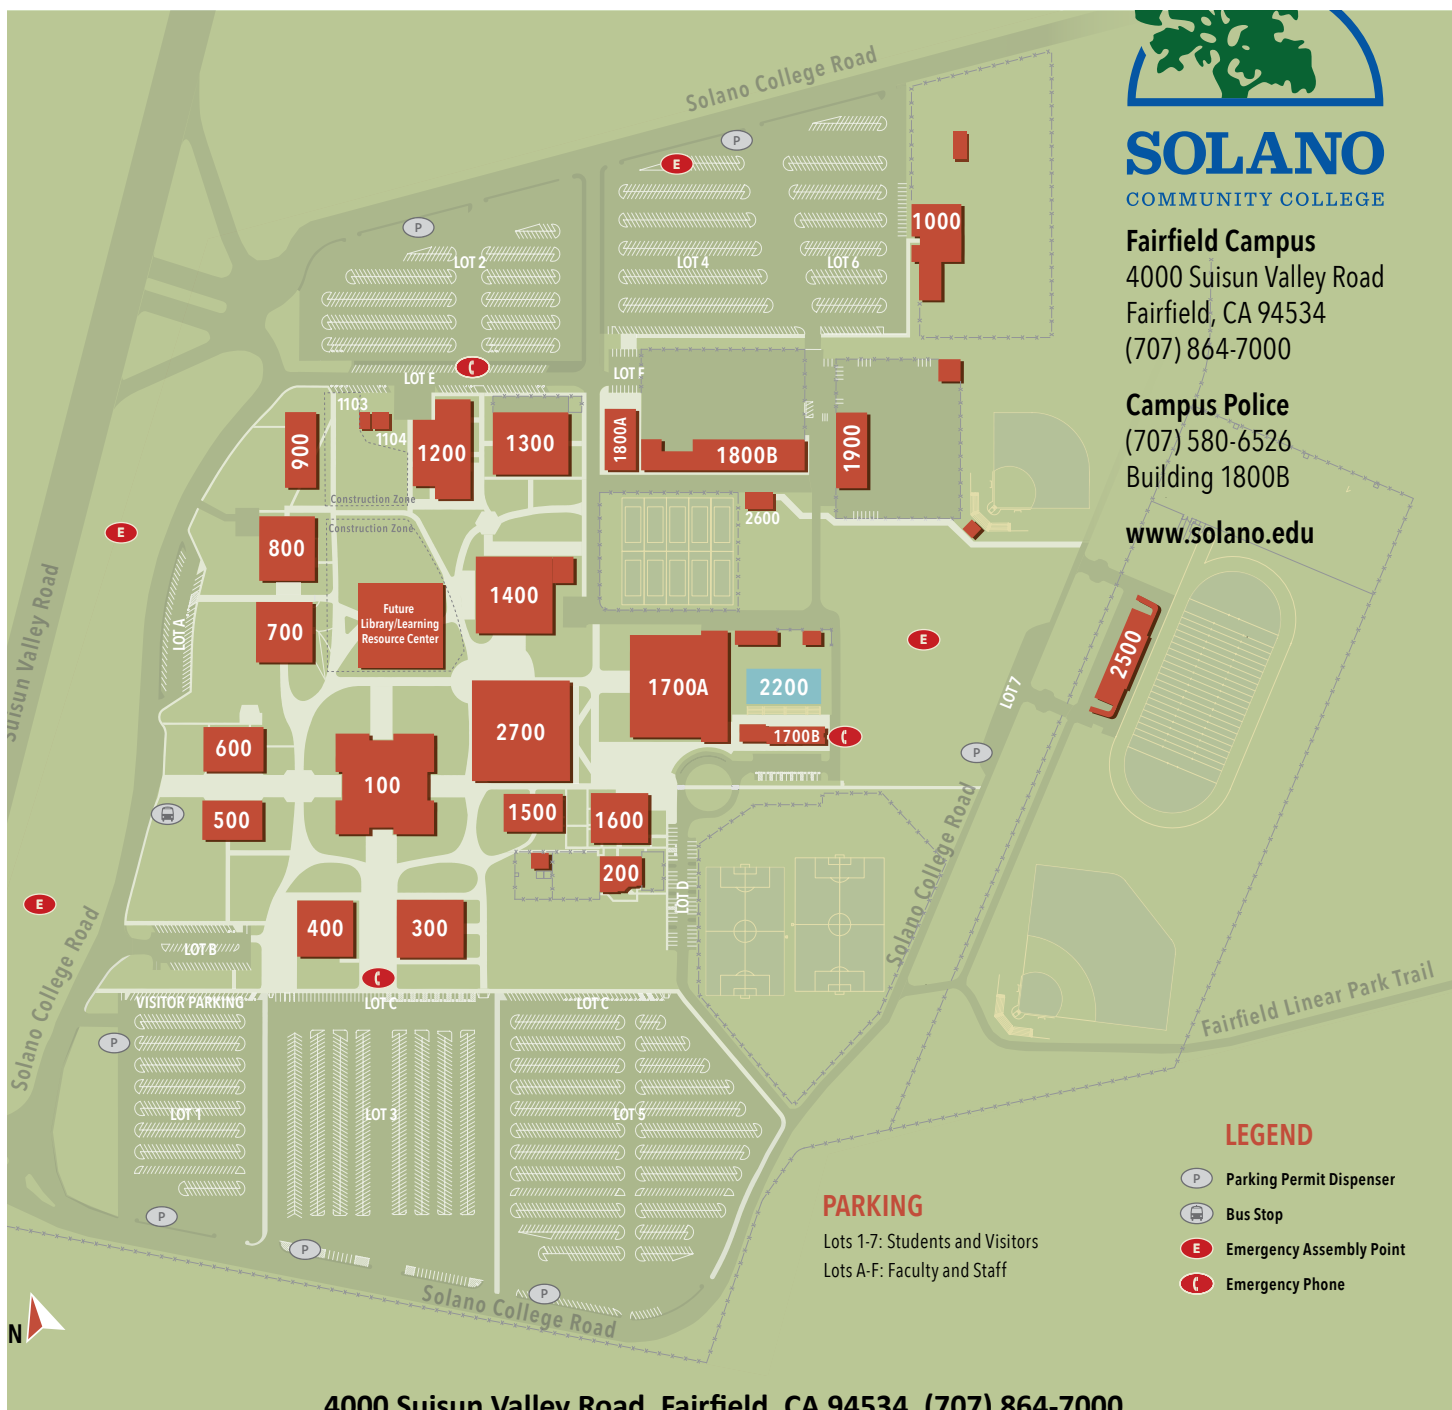 SOLANO
COMMUNITY COLLEGE
Fairfield Campus
4000 Suisun Valley Road
Fairfield, CA 94534
(707) 864-7000
Campus Police
(707) 580-6526
Building 1800B
www.solano.edu
Solano College Road
P
E
P
1000
LOT 2
LOT 4
LOT 6
LOT E
LOT F
1103
1104
900
1200
1300
1800A
1800B
1900
Construction Zone
Construction Zone
2600
E
800
1400
Future
Library/Learning
Resource Center
700
LOT A
E
Suisun Valley Road
1700A
2200
2500
LOT 7
2700
1700B
P
600
100
500
1500
1600
200
LOT D
Solano College Road
E
400
300
LOT B
Solano College Road
VISITOR PARKING
LOT C
LOT C
Fairfield Linear Park Trail
P
LOT 1
LOT 3
LOT 5
P
P
P
Solano College Road
N
PARKING
Lots 1-7: Students and Visitors
Lots A-F: Faculty and Staff
LEGEND
P Parking Permit Dispenser
Bus Stop
E Emergency Assembly Point
Emergency Phone
4000 Suisun Valley Road, Fairfield, CA 94534, (707) 864-7000